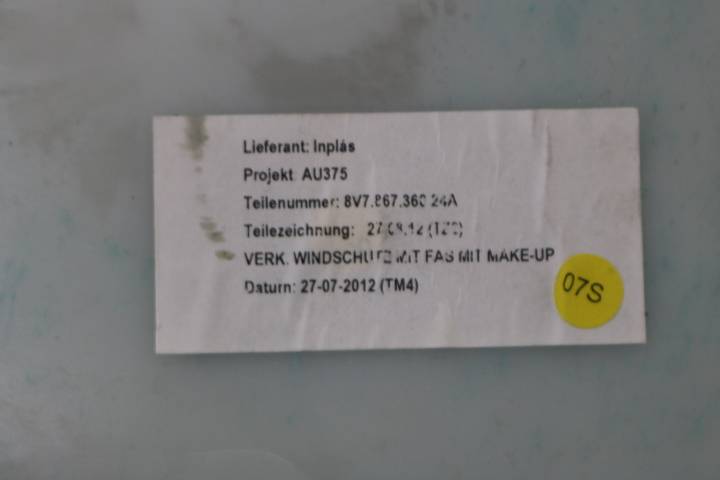 Lieferant: Inplás
Projekt: AU375
Teilenummer: 8V7.867.360 24A
Teilezeichnung:
VERK. WINDSCHUTZ MIT FAS MIT MAKE-UP
Datum: 27-07-2012 (TM4)
07S